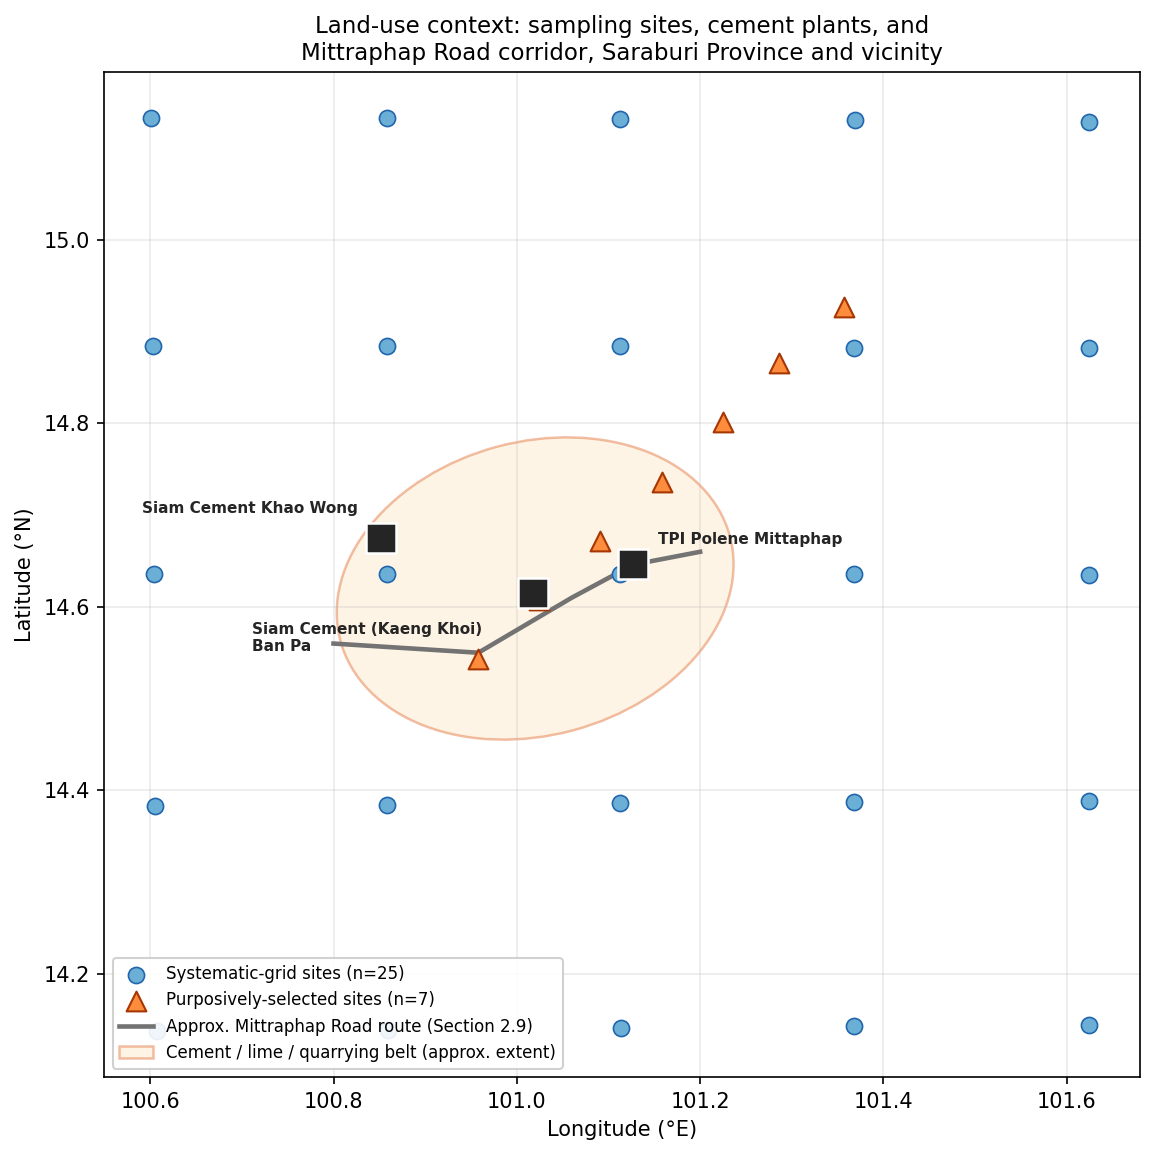 Land-use context: sampling sites, cement plants, and
Mittraphap Road corridor, Saraburi Province and vicinity
Latitude (°N)
15.0
14.8
14.6
14.4
14.2
Siam Cement Khao Wong
TPI Polene Mittaphap
Siam Cement (Kaeng Khoi)
Ban Pa
Systematic-grid sites (n=25)
Purposively-selected sites (n=7)
Approx. Mittraphap Road route (Section 2.9)
Cement / lime / quarrying belt (approx. extent)
100.6
100.8
101.0
101.2
101.4
101.6
Longitude (°E)